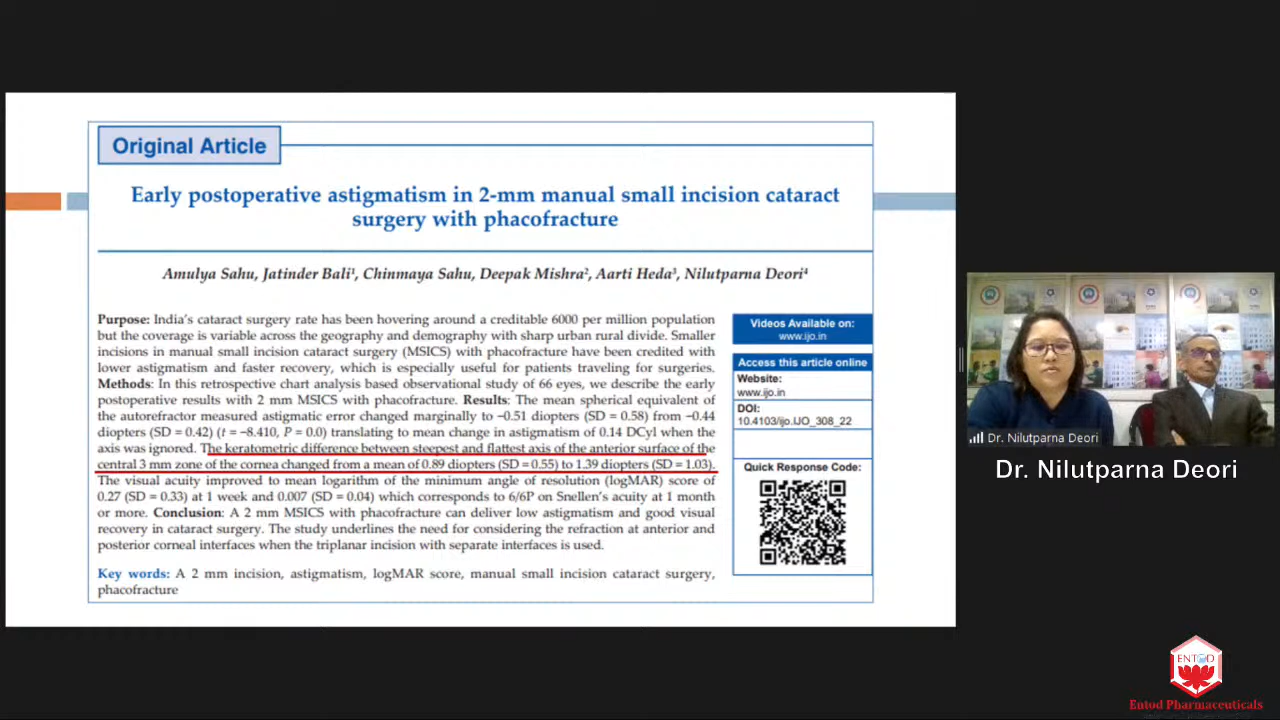 Original Article
Early postoperative astigmatism in 2-mm manual small incision cataract
surgery with phacofracture
Amulya Sahu, Jatinder Bali¹, Chinmaya Sahu, Deepak Mishra², Aarti Heda³, Nilutparna Deori⁴
Purpose: India's cataract surgery rate has been hovering around a creditable 6000 per million population
but the coverage is variable across the geography and demography with sharp urban rural divide. Smaller
incisions in manual small incision cataract surgery (MSICS) with phacofracture have been credited with
lower astigmatism and faster recovery, which is especially useful for patients traveling for surgeries.
Methods: In this retrospective chart analysis based observational study of 66 eyes, we describe the early
postoperative results with 2 mm MSICS with phacofracture. Results: The mean spherical equivalent of
the autorefractor measured astigmatic error changed marginally to −0.51 diopters (SD = 0.58) from −0.44
diopters (SD = 0.42) (t = −8.410, P = 0.0) translating to mean change in astigmatism of 0.14 DCyl when the
axis was ignored. The keratometric difference between steepest and flattest axis of the anterior surface of the
central 3 mm zone of the cornea changed from a mean of 0.89 diopters (SD = 0.55) to 1.39 diopters (SD = 1.03).
The visual acuity improved to mean logarithm of the minimum angle of resolution (logMAR) score of
0.27 (SD = 0.33) at 1 week and 0.007 (SD = 0.04) which corresponds to 6/6P on Snellen's acuity at 1 month
or more. Conclusion: A 2 mm MSICS with phacofracture can deliver low astigmatism and good visual
recovery in cataract surgery. The study underlines the need for considering the refraction at anterior and
posterior corneal interfaces when the triplanar incision with separate interfaces is used.
Key words: A 2 mm incision, astigmatism, logMAR score, manual small incision cataract surgery,
phacofracture
Videos Available on:
www.ijo.in
Access this article online
Website:
www.ijo.in
DOI:
10.4103/ijo.IJO_308_22
Quick Response Code:
Dr. Nilutparna Deori
Dr. Nilutparna Deori
ENTOD
Entod Pharmaceuticals